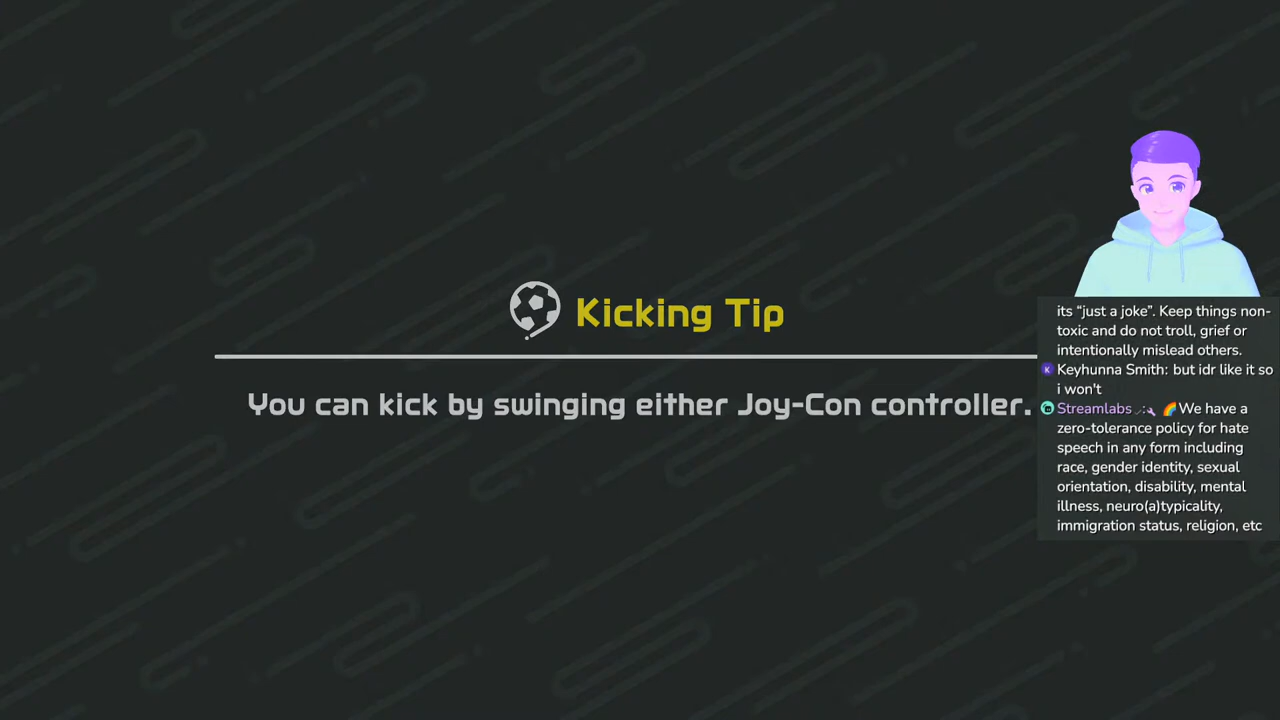 Kicking Tip
You can kick by swinging either Joy-Con controller.
its “just a joke”. Keep things non-
toxic and do not troll, grief or
intentionally mislead others.
K Keyhunna Smith: but idr like it so
i won't
Streamlabs : 🌈We have a
zero-tolerance policy for hate
speech in any form including
race, gender identity, sexual
orientation, disability, mental
illness, neuro(a)typicality,
immigration status, religion, etc